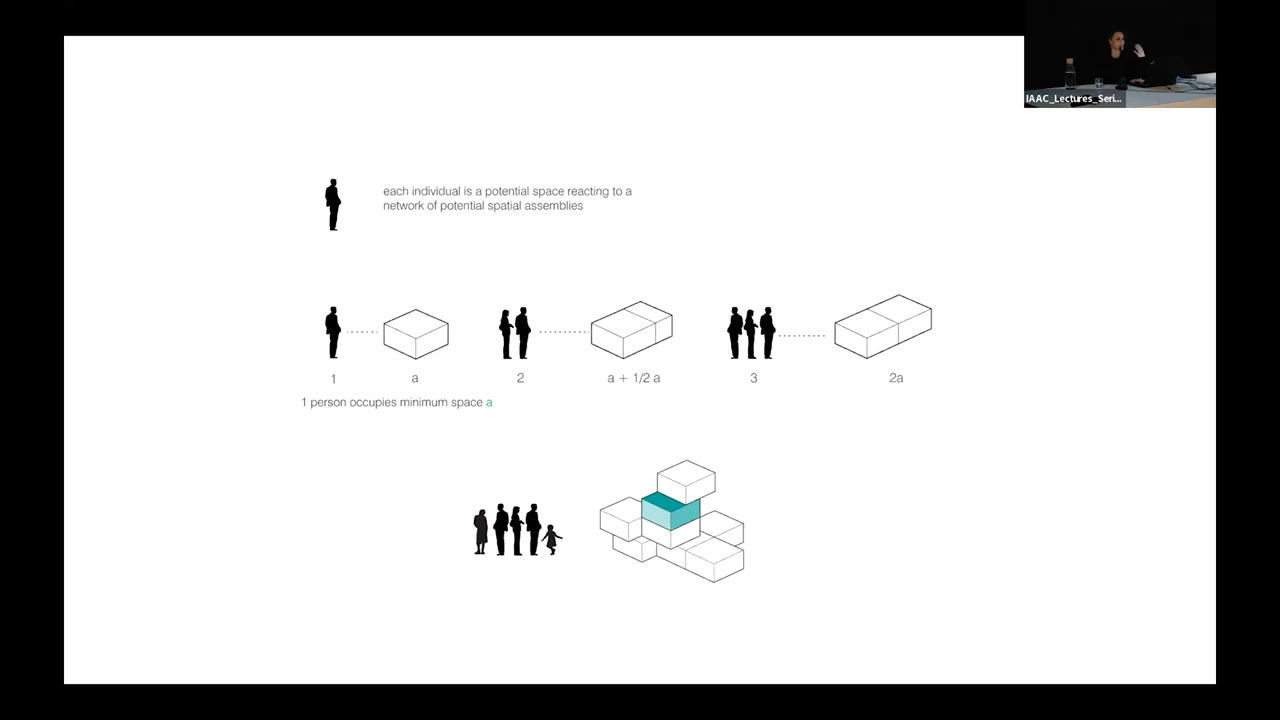 IAAC_Lectures_Seri...
each individual is a potential space reacting to a
network of potential spatial assemblies
1
a
2
a + 1/2 a
3
2a
1 person occupies minimum space a